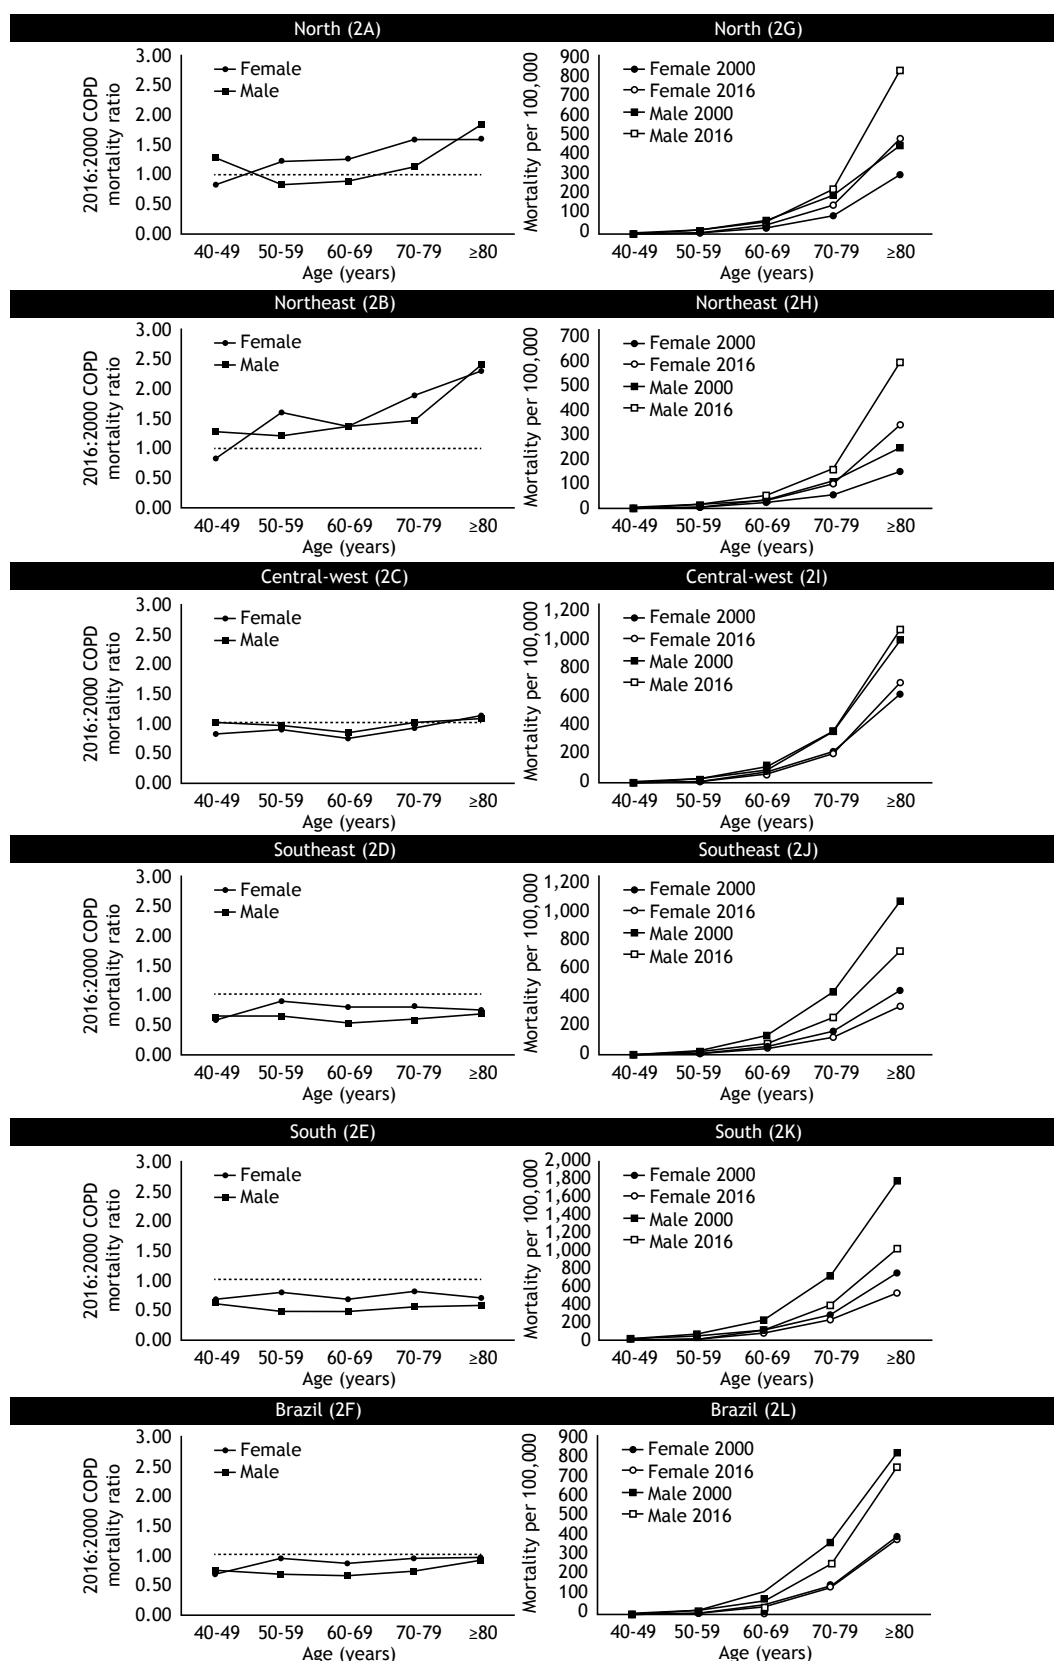 North (2A)
3.00
2.50
2.00
1.50
1.00
0.50
0.00
2016:2000 COPD
mortality ratio
Female
Male
40-49 50-59 60-69 70-79 ≥80
Age (years)
North (2G)
900
800
700
600
500
400
300
200
100
0
Mortality per 100,000
Female 2000
Female 2016
Male 2000
Male 2016
40-49 50-59 60-69 70-79 ≥80
Age (years)
Northeast (2B)
3.00
2.50
2.00
1.50
1.00
0.50
0.00
2016:2000 COPD
mortality ratio
Female
Male
40-49 50-59 60-69 70-79 ≥80
Age (years)
Northeast (2H)
700
600
500
400
300
200
100
0
Mortality per 100,000
Female 2000
Female 2016
Male 2000
Male 2016
40-49 50-59 60-69 70-79 ≥80
Age (years)
Central-west (2C)
3.00
2.50
2.00
1.50
1.00
0.50
0.00
2016:2000 COPD
mortality ratio
Female
Male
40-49 50-59 60-69 70-79 ≥80
Age (years)
Central-west (2I)
1,200
1,000
800
600
400
200
0
Mortality per 100,000
Female 2000
Female 2016
Male 2000
Male 2016
40-49 50-59 60-69 70-79 ≥80
Age (years)
Southeast (2D)
3.00
2.50
2.00
1.50
1.00
0.50
0.00
2016:2000 COPD
mortality ratio
Female
Male
40-49 50-59 60-69 70-79 ≥80
Age (years)
Southeast (2J)
1,200
1,000
800
600
400
200
0
Mortality per 100,000
Female 2000
Female 2016
Male 2000
Male 2016
40-49 50-59 60-69 70-79 ≥80
Age (years)
South (2E)
3.00
2.50
2.00
1.50
1.00
0.50
0.00
2016:2000 COPD
mortality ratio
Female
Male
40-49 50-59 60-69 70-79 ≥80
Age (years)
South (2K)
2,000
1,800
1,600
1,400
1,200
1,000
800
600
400
200
0
Mortality per 100,000
Female 2000
Female 2016
Male 2000
Male 2016
40-49 50-59 60-69 70-79 ≥80
Age (years)
Brazil (2F)
3.00
2.50
2.00
1.50
1.00
0.50
0.00
2016:2000 COPD
mortality ratio
Female
Male
40-49 50-59 60-69 70-79 ≥80
Age (years)
Brazil (2L)
900
800
700
600
500
400
300
200
100
0
Mortality per 100,000
Female 2000
Female 2016
Male 2000
Male 2016
40-49 50-59 60-69 70-79 ≥80
Age (years)